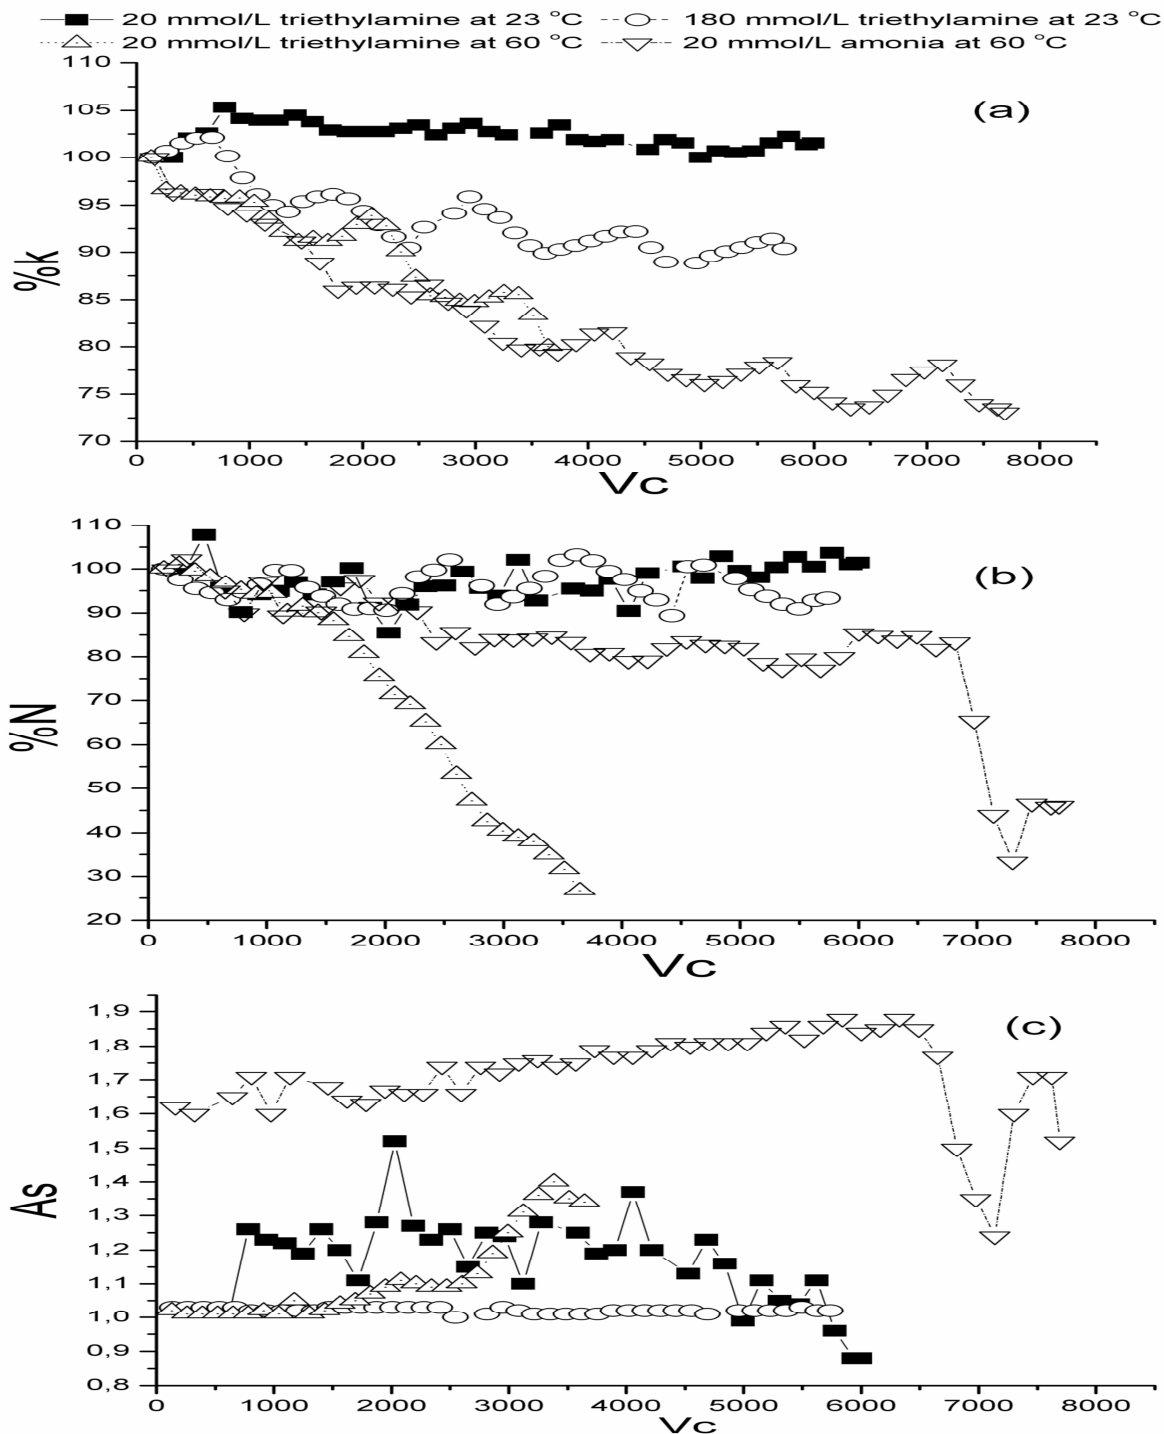 20 mmol/L triethylamine at 23 °C 180 mmol/L triethylamine at 23 °C
20 mmol/L triethylamine at 60 °C 20 mmol/L amonia at 60 °C
110
105
100
95
90
85
80
75
70
%k
(a)
0 1000 2000 3000 4000 5000 6000 7000 8000
Vc
110
100
90
80
70
60
50
40
30
20
%N
(b)
0 1000 2000 3000 4000 5000 6000 7000 8000
Vc
1,9
1,8
1,7
1,6
1,5
1,4
1,3
1,2
1,1
1,0
0,9
0,8
As
(c)
0 1000 2000 3000 4000 5000 6000 7000 8000
Vc